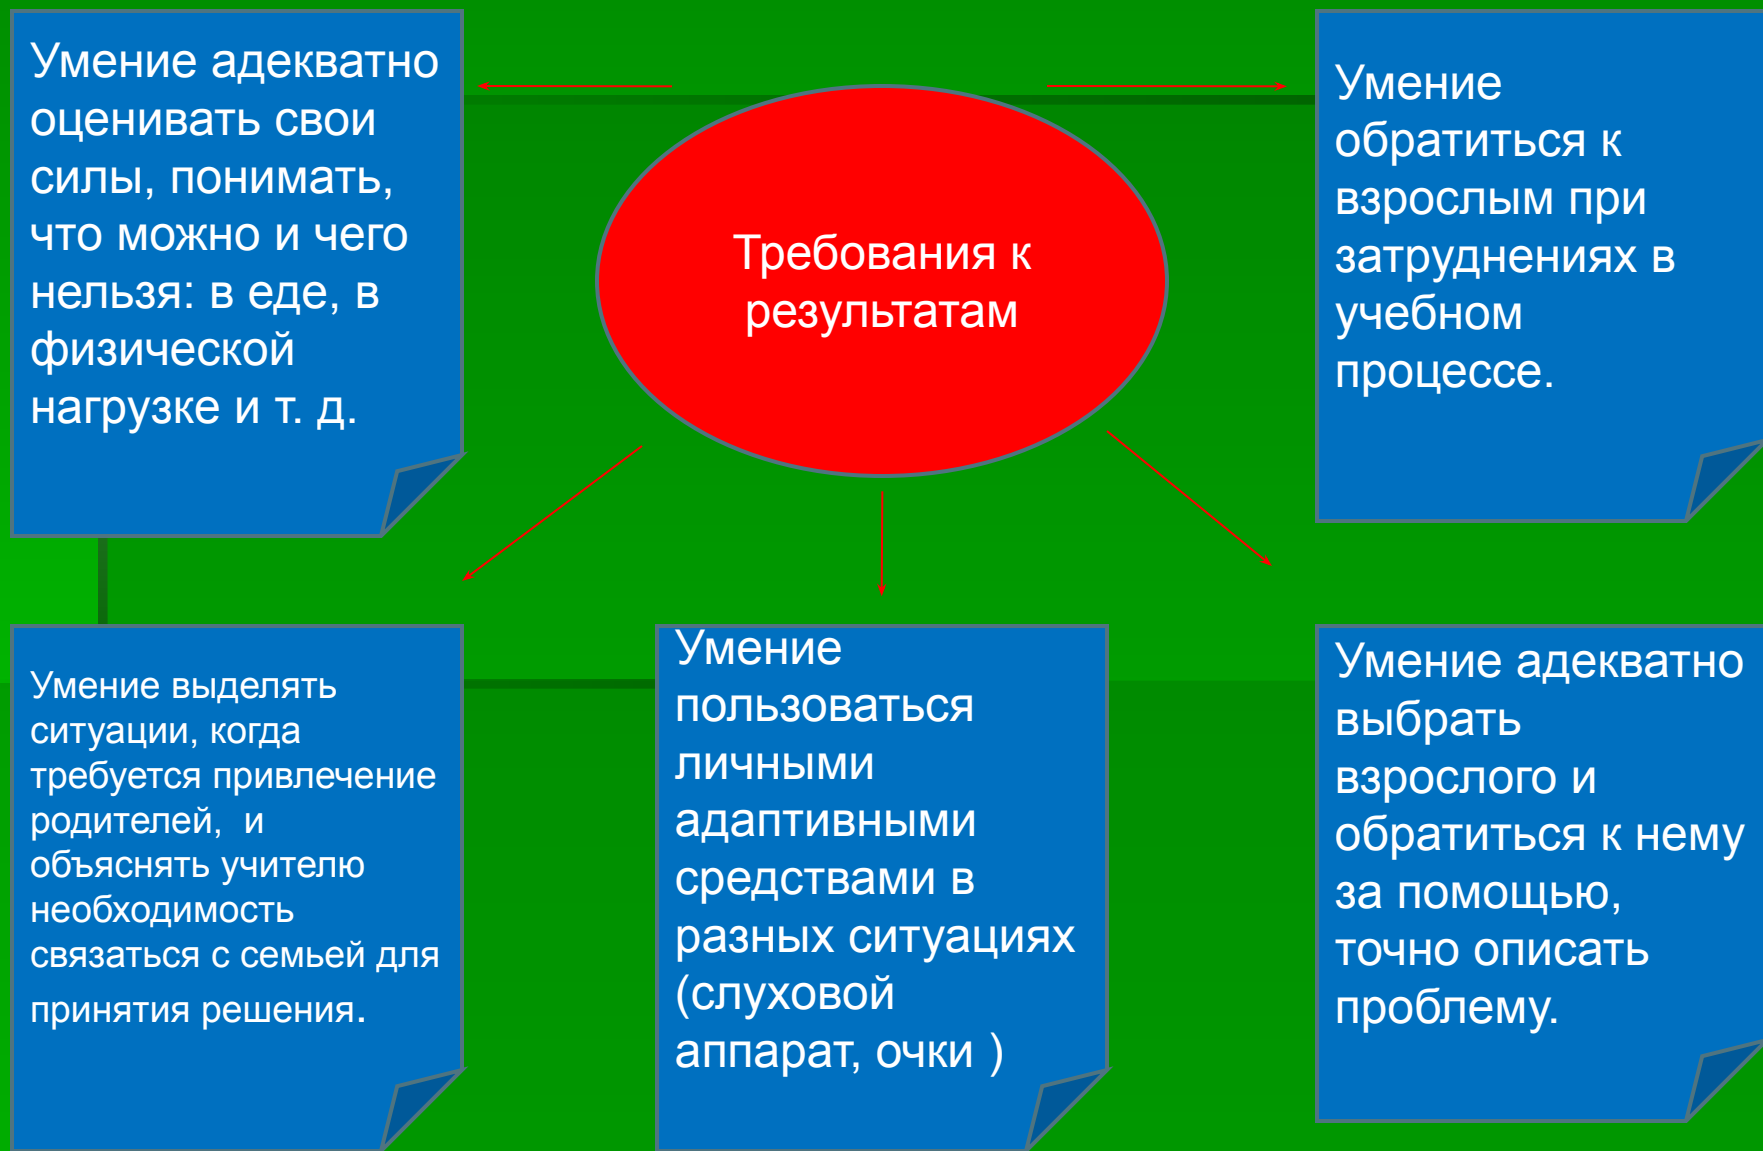 Умение адекватно
оценивать свои
силы, понимать,
что можно и чего
нельзя: в еде, в
физической
нагрузке и т. д.
Требования к
результатам
Умение
обратиться к
взрослым при
затруднениях в
учебном
процессе.
Умение выделять
ситуации, когда
требуется привлечение
родителей,  и
объяснять учителю
необходимость
связаться с семьей для
принятия решения.
Умение
пользоваться
личными
адаптивными
средствами в
разных ситуациях
(слуховой
аппарат, очки )
Умение адекватно
выбрать
взрослого и
обратиться к нему
за помощью,
точно описать
проблему.